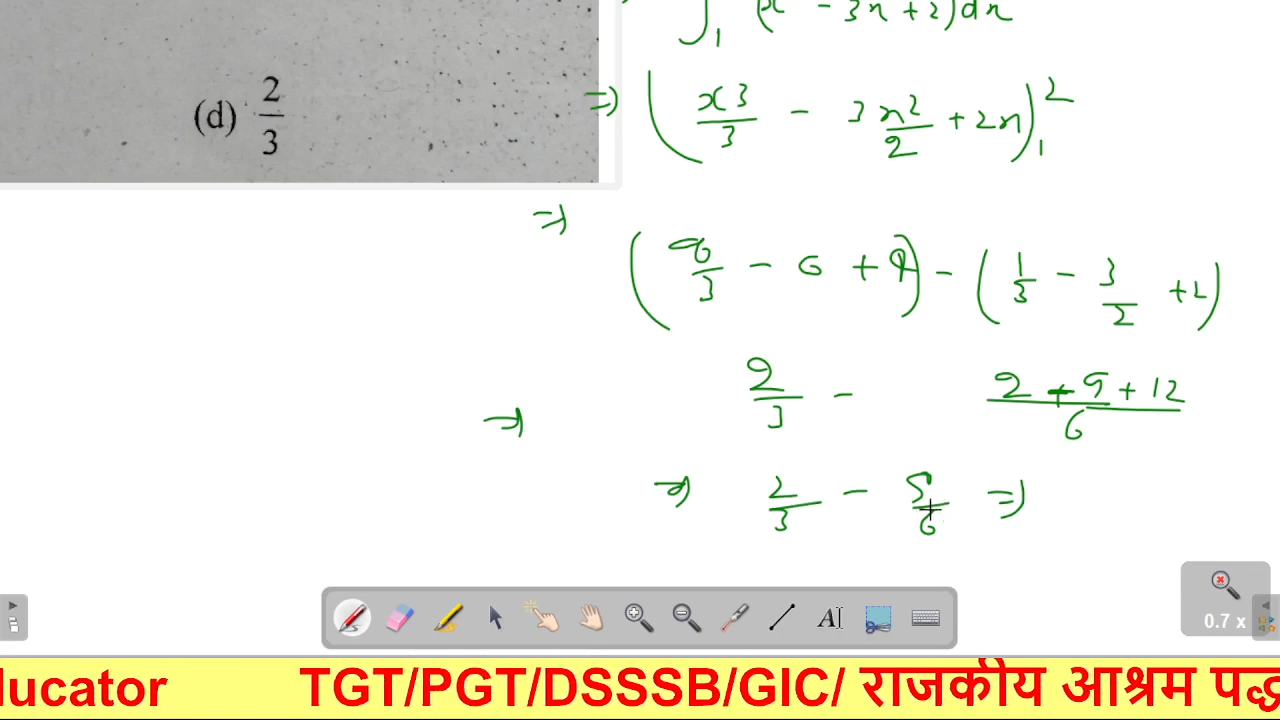 ∫₁ (x² - 3x + 2) dx
(d) 2/3
⇒ (x3/3 - 3x2/2 + 2x)₁²
⇒ (8/3 - 6 + 4) - (1/3 - 3/2 + 2)
⇒ 2/3 - (2 - 9 + 12)/6
⇒ 2/3 - 5/6 ⇒
AI
0.7 x
lucator TGT/PGT/DSSSB/GIC/ राजकीय आश्रम पद्ध